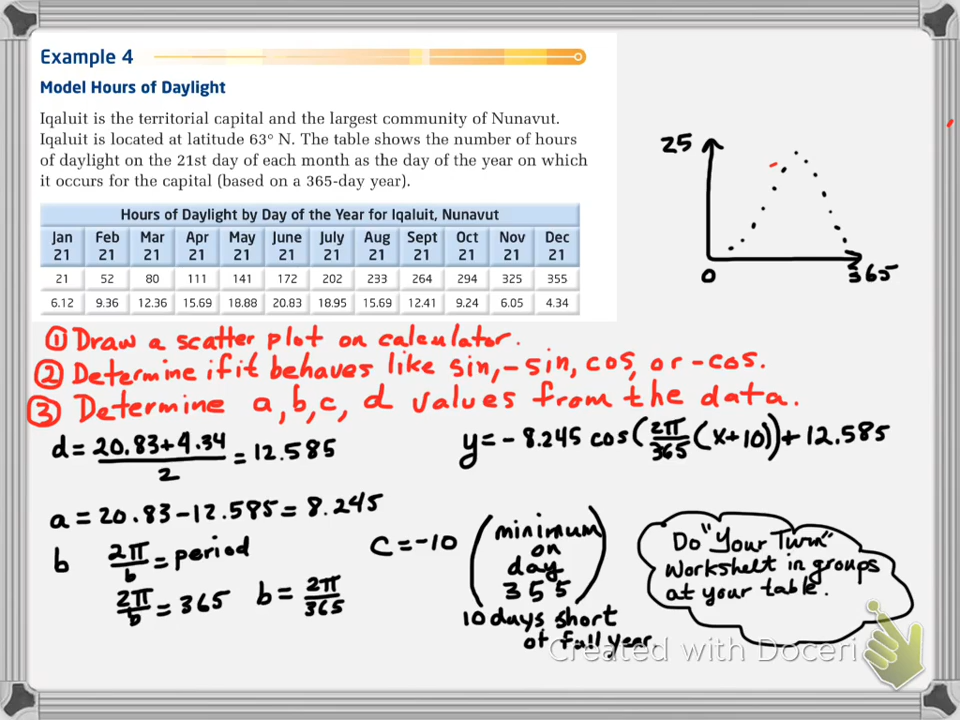 Example 4
Model Hours of Daylight
Iqaluit is the territorial capital and the largest community of Nunavut.
Iqaluit is located at latitude 63° N. The table shows the number of hours
of daylight on the 21st day of each month as the day of the year on which
it occurs for the capital (based on a 365-day year).
Hours of Daylight by Day of the Year for Iqaluit, Nunavut
Jan Feb Mar Apr May June July Aug Sept Oct Nov Dec
21 21 21 21 21 21 21 21 21 21 21 21
21 52 80 111 141 172 202 233 264 294 325 355
6.12 9.36 12.36 15.69 18.88 20.83 18.95 15.69 12.41 9.24 6.05 4.34
25
0
365
① Draw a scatter plot on calculator.
② Determine if it behaves like sin, -sin, cos, or -cos.
③ Determine a, b, c, d values from the data.
d = 20.83 + 4.34 / 2 = 12.585
y = - 8.245 cos(2π/365 (x+10)) + 12.585
a = 20.83 - 12.585 = 8.245
b 2π/b = period
2π/b = 365 b = 2π/365
c = -10
(minimum
on
day
355)
10 days short
of full year
Do "Your Turn"
Worksheet in groups
at your table.
Created with Doceri